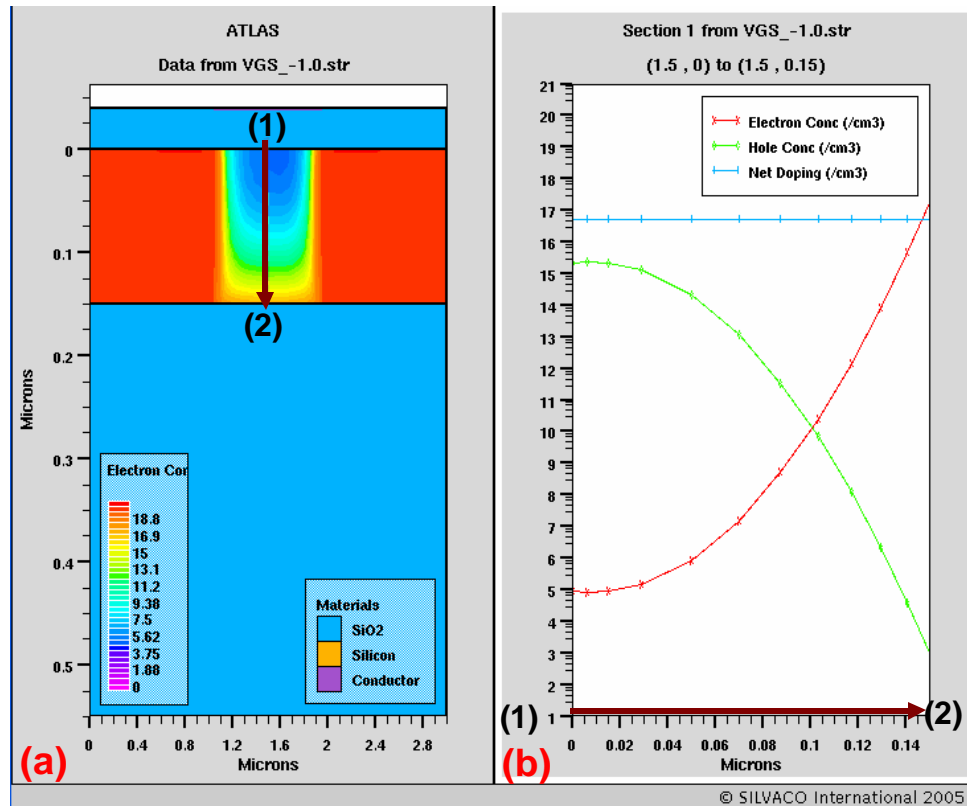 ATLAS
Data from VGS_-1.0.str
(1)
0
0.1
0.2
0.3
0.4
0.5
Microns
(2)
Electron Cor
18.8
16.9
15
13.1
11.2
9.38
7.5
5.62
3.75
1.88
0
Materials
SiO2
Silicon
Conductor
0 0.4 0.8 1.2 1.6 2 2.4 2.8
Microns
(a)
Section 1 from VGS_-1.0.str
(1.5 , 0) to (1.5 , 0.15)
21
20
19
18
17
16
15
14
13
12
11
10
9
8
7
6
5
4
3
2
1
Electron Conc (/cm3)
Hole Conc (/cm3)
Net Doping (/cm3)
(1)
(2)
0 0.02 0.04 0.06 0.08 0.1 0.12 0.14
Microns
(b)
© SILVACO International 2005